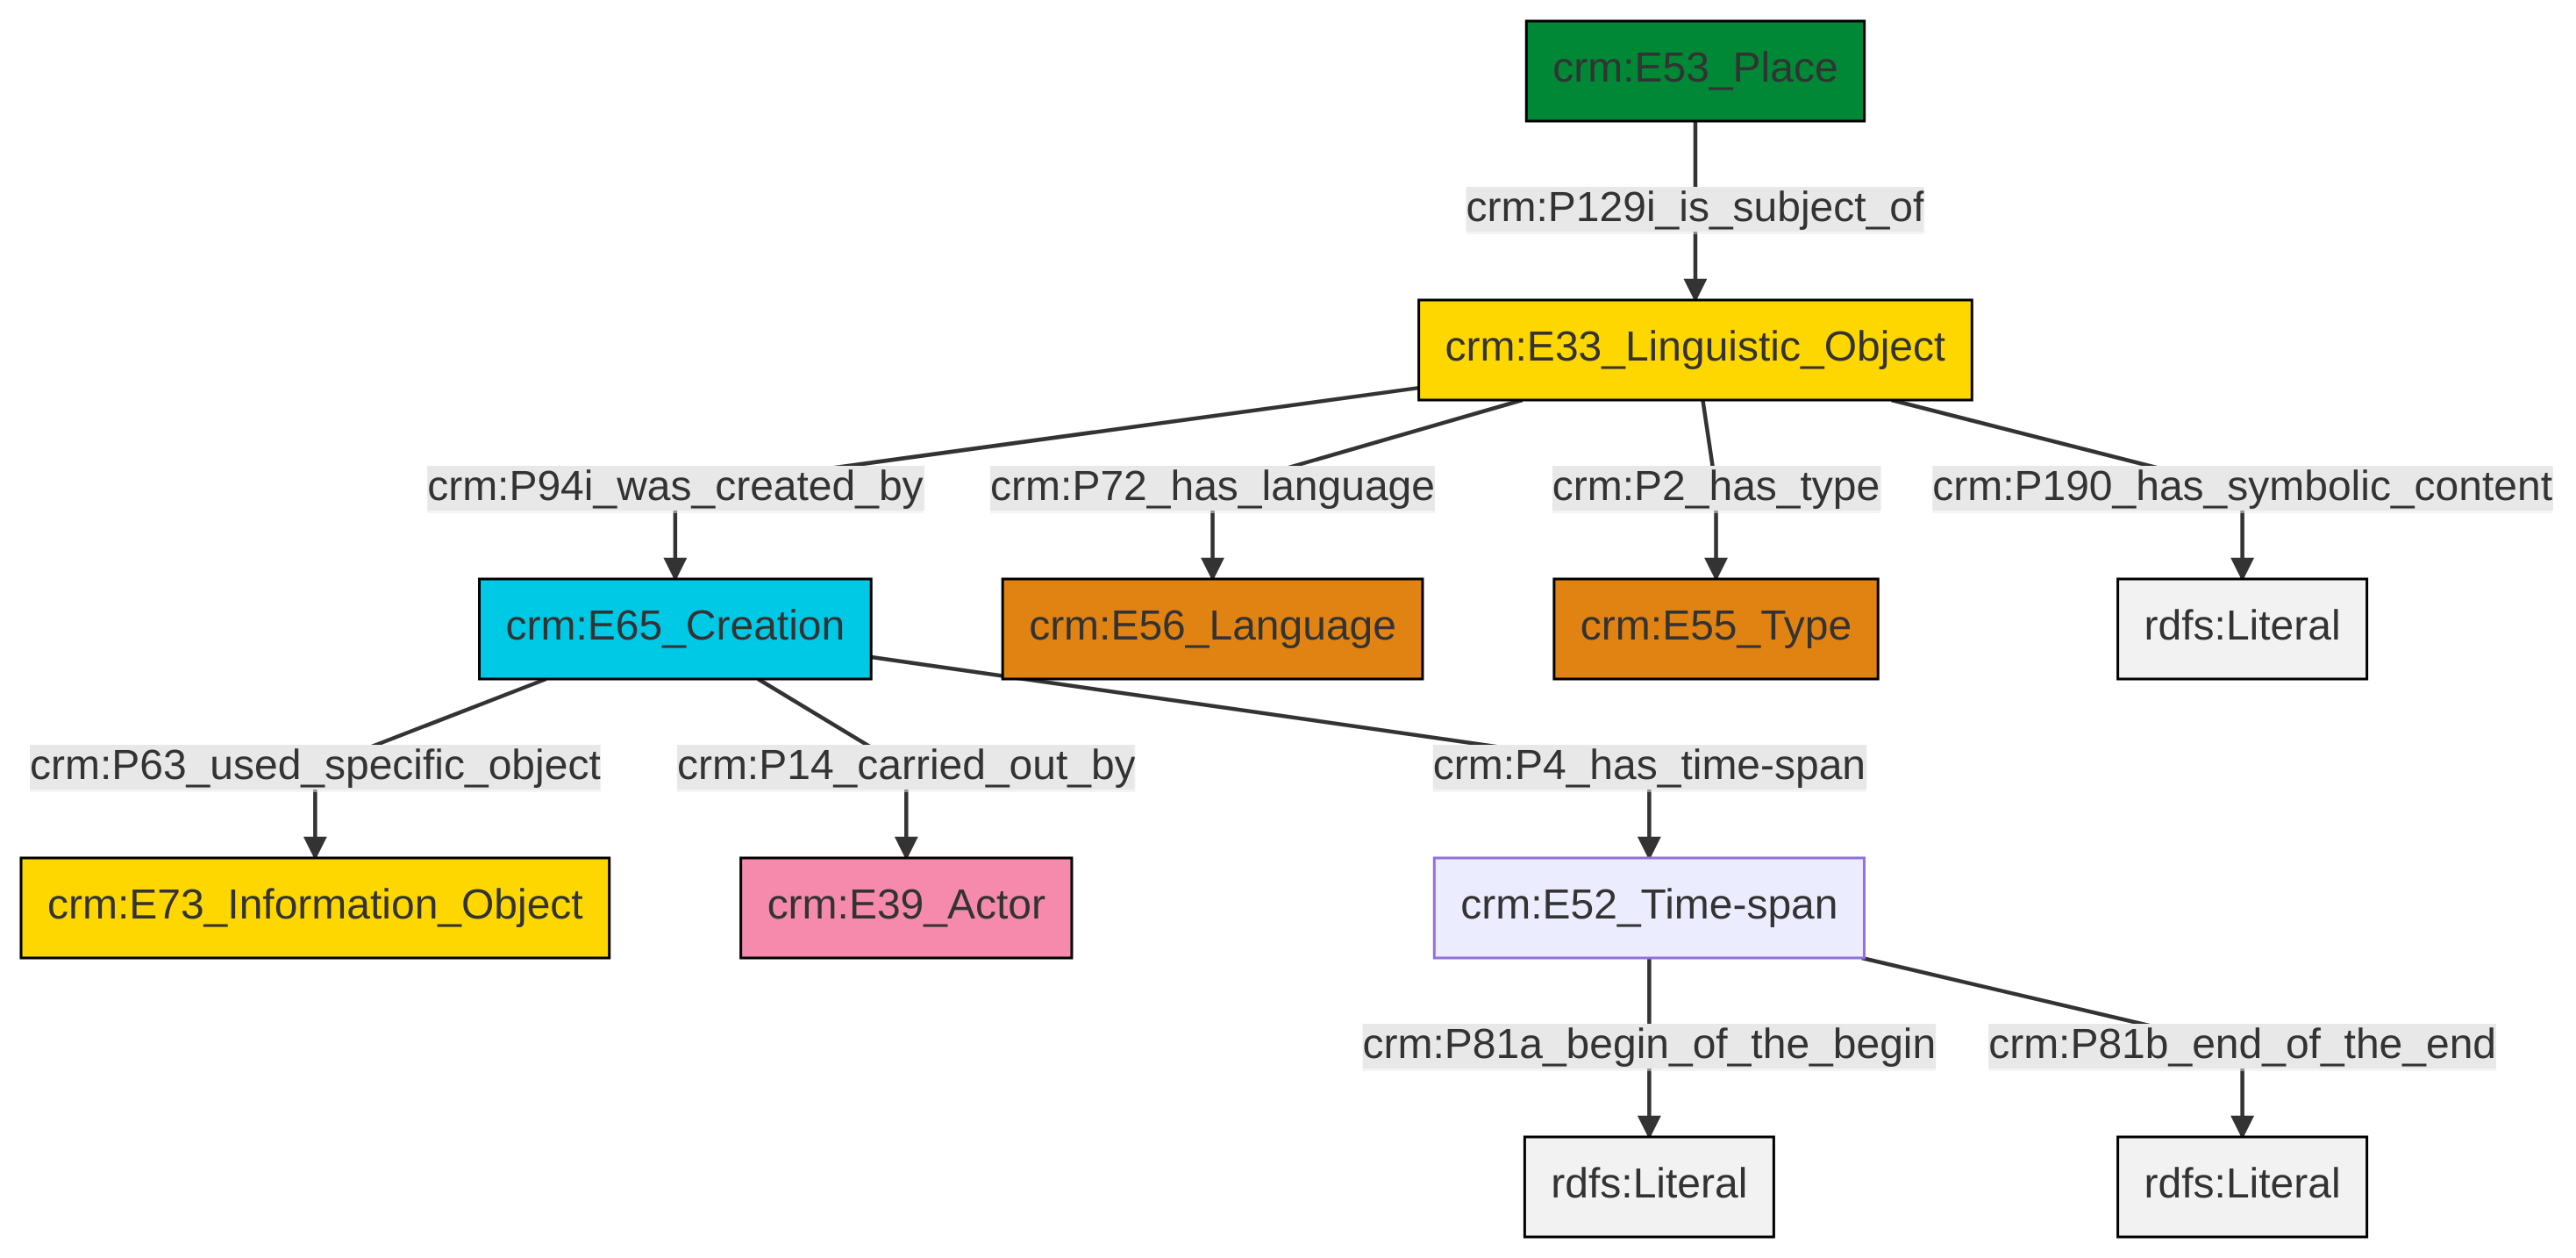 crm:E53_Place
crm:P129i_is_subject_of
crm:E33_Linguistic_Object
crm:P94i_was_created_by
crm:P72_has_language
crm:P2_has_type
crm:P190_has_symbolic_content
crm:E65_Creation
crm:E56_Language
crm:E55_Type
rdfs:Literal
crm:P63_used_specific_object
crm:P14_carried_out_by
crm:P4_has_time-span
crm:E73_Information_Object
crm:E39_Actor
crm:E52_Time-span
crm:P81a_begin_of_the_begin
crm:P81b_end_of_the_end
rdfs:Literal
rdfs:Literal